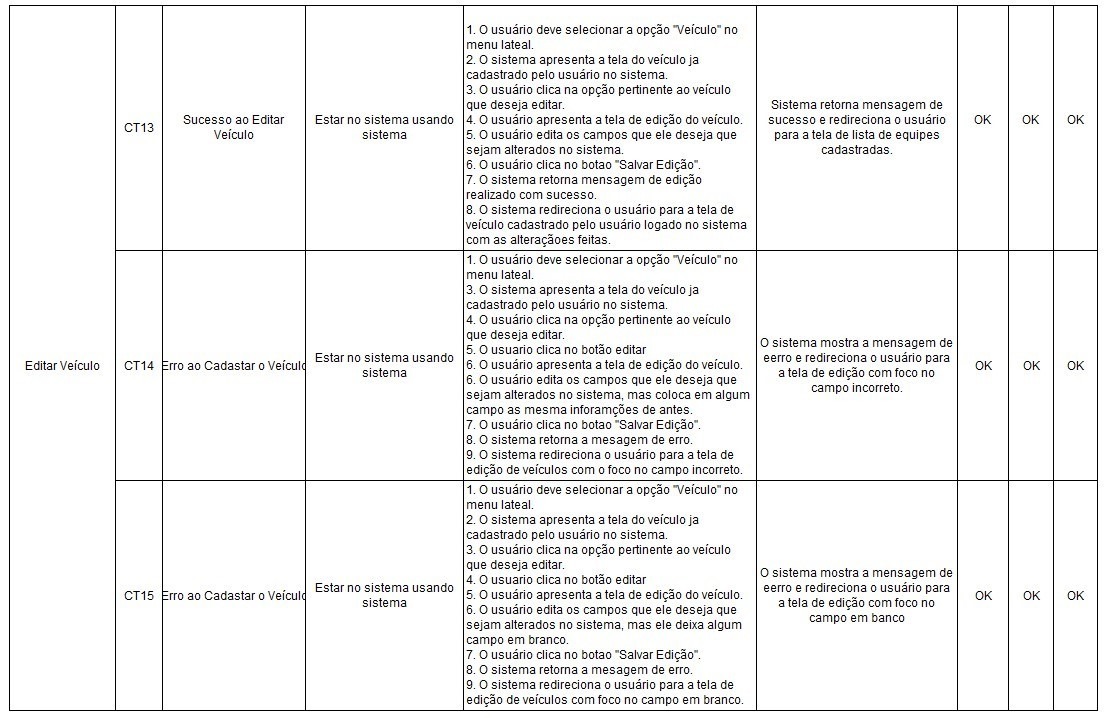 Editar Veículo
CT13
Sucesso ao Editar
Veículo
Estar no sistema usando
sistema
1. O usuário deve selecionar a opção "Veículo" no
menu lateal.
2. O sistema apresenta a tela do veículo ja
cadastrado pelo usuário no sistema.
3. O usuário clica na opção pertinente ao veículo
que deseja editar.
4. O usuário apresenta a tela de edição do veículo.
5. O usuário edita os campos que ele deseja que
sejam alterados no sistema.
6. O usuário clica no botao "Salvar Edição".
7. O sistema retorna mensagem de edição
realizado com sucesso.
8. O sistema redireciona o usuário para a tela de
veículo cadastrado pelo usuário logado no sistema
com as alteraçãoes feitas.
Sistema retorna mensagem de
sucesso e redireciona o usuário
para a tela de lista de equipes
cadastradas.
OK
OK
OK
CT14
Erro ao Cadastar o Veículo
Estar no sistema usando
sistema
1. O usuário deve selecionar a opção "Veículo" no
menu lateal.
3. O sistema apresenta a tela do veículo ja
cadastrado pelo usuário no sistema.
4. O usuário clica na opção pertinente ao veículo
que deseja editar.
5. O usuario clica no botão editar
6. O usuário apresenta a tela de edição do veículo.
6. O usuário edita os campos que ele deseja que
sejam alterados no sistema, mas coloca em algum
campo as mesma inforamções de antes.
7. O usuário clica no botao "Salvar Edição".
8. O sistema retorna a mesagem de erro.
9. O sistema redireciona o usuário para a tela de
edição de veículos com o foco no campo incorreto.
O sistema mostra a mensagem de
eerro e redireciona o usuário para
a tela de edição com foco no
campo incorreto.
OK
OK
OK
CT15
Erro ao Cadastar o Veículo
Estar no sistema usando
sistema
1. O usuário deve selecionar a opção "Veículo" no
menu lateal.
2. O sistema apresenta a tela do veículo ja
cadastrado pelo usuário no sistema.
3. O usuário clica na opção pertinente ao veículo
que deseja editar.
4. O usuario clica no botão editar
5. O usuário apresenta a tela de edição do veículo.
6. O usuário edita os campos que ele deseja que
sejam alterados no sistema, mas ele deixa algum
campo em branco.
7. O usuário clica no botao "Salvar Edição".
8. O sistema retorna a mesagem de erro.
9. O sistema redireciona o usuário para a tela de
edição de veículos com foco no campo em branco.
O sistema mostra a mensagem de
eerro e redireciona o usuário para
a tela de edição com foco no
campo em banco
OK
OK
OK